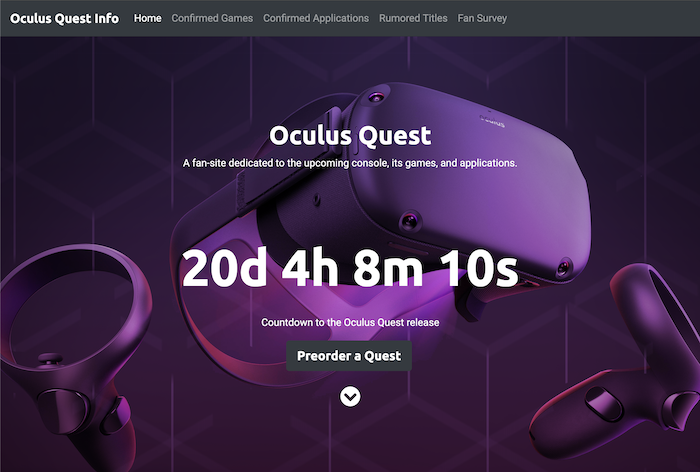 Oculus Quest Info Home Confirmed Games Confirmed Applications Rumored Titles Fan Survey
Oculus Quest
A fan-site dedicated to the upcoming console, its games, and applications.
20d 4h 8m 10s
Countdown to the Oculus Quest release
Preorder a Quest